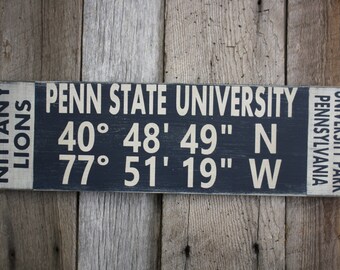 NITTANY
LIONS
PENN STATE UNIVERSITY
40° 48' 49" N
77° 51' 19" W
UNIVERSITY PARK
PENNSYLVANIA